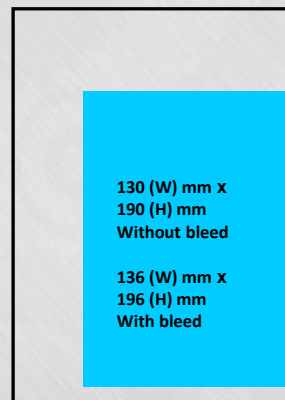 130 (W) mm x
190 (H) mm
Without bleed
136 (W) mm x
196 (H) mm
With bleed